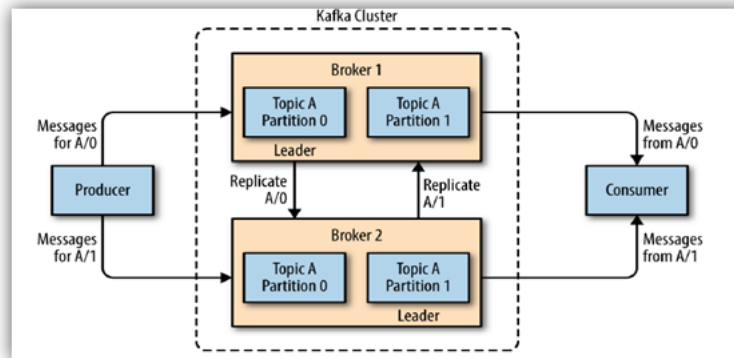 Kafka Cluster
Broker 1
Topic A
Partition 0
Topic A
Partition 1
Leader
Messages
for A/0
Messages
from A/0
Producer
Replicate
A/0
Replicate
A/1
Consumer
Messages
for A/1
Messages
from A/1
Broker 2
Topic A
Partition 0
Topic A
Partition 1
Leader